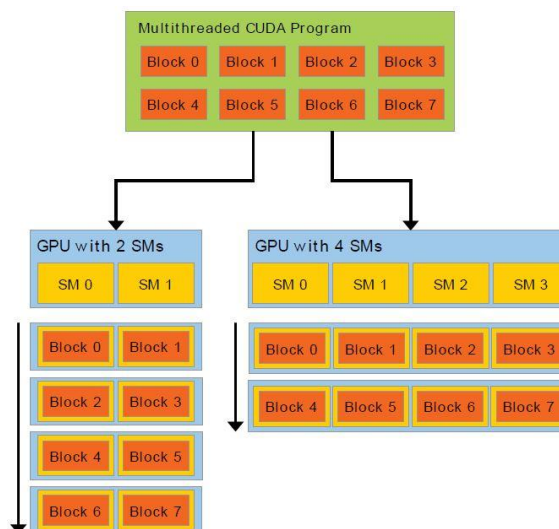 Multithreaded CUDA Program
Block 0 Block 1 Block 2 Block 3
Block 4 Block 5 Block 6 Block 7
GPU with 2 SMs
SM 0 SM 1
Block 0 Block 1
Block 2 Block 3
Block 4 Block 5
Block 6 Block 7
GPU with 4 SMs
SM 0 SM 1 SM 2 SM 3
Block 0 Block 1 Block 2 Block 3
Block 4 Block 5 Block 6 Block 7